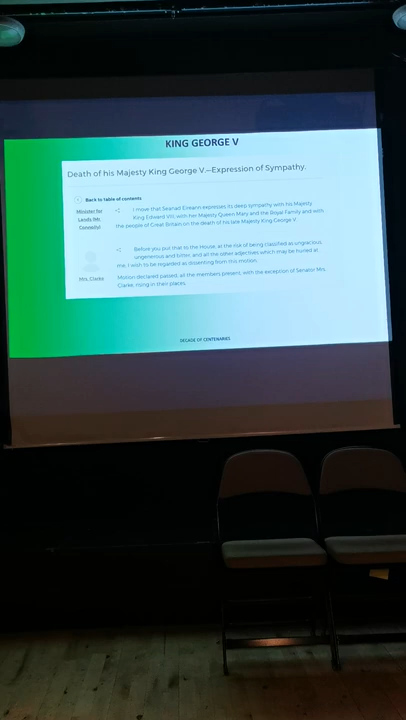 KING GEORGE V
Death of his Majesty King George V.—Expression of Sympathy.
Back to table of contents
Minister for
Lands (Mr.
Connolly)
I move that Seanad Eireann expresses its deep sympathy with his Majesty
King Edward VIII, with her Majesty Queen Mary and the Royal Family and with
the people of Great Britain on the death of his late Majesty King George V.
Mrs. Clarke
Before you put that to the House, at the risk of being classified as ungracious,
ungenerous and bitter, and all the other adjectives which may be hurled at
me, I wish to be regarded as dissenting from this motion.
Motion declared passed, all the members present, with the exception of Senator Mrs.
Clarke, rising in their places.
DECADE OF CENTENARIES